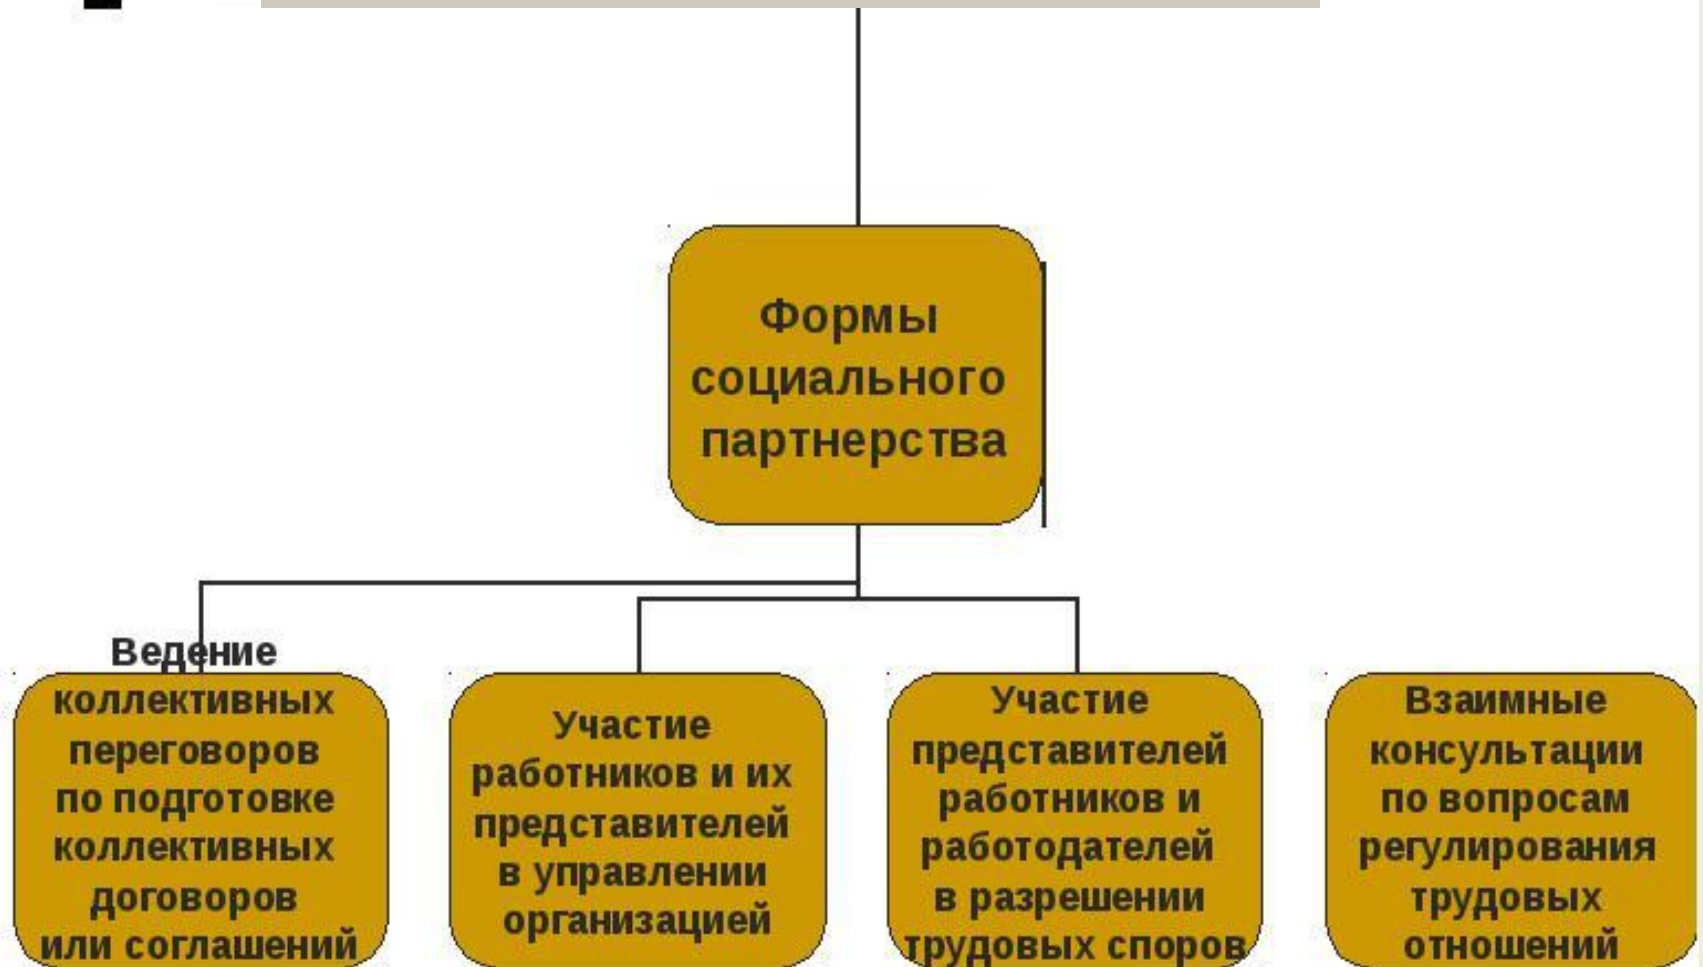 Формы
социального
партнерства
Ведение
коллективных
переговоров
по подготовке
коллективных
договоров
или соглашений
Участие
работников и их
представителей
в управлении
организацией
Участие
представителей
работников и
работодателей
в разрешении
трудовых споров
Взаимные
консультации
по вопросам
регулирования
трудовых
отношений